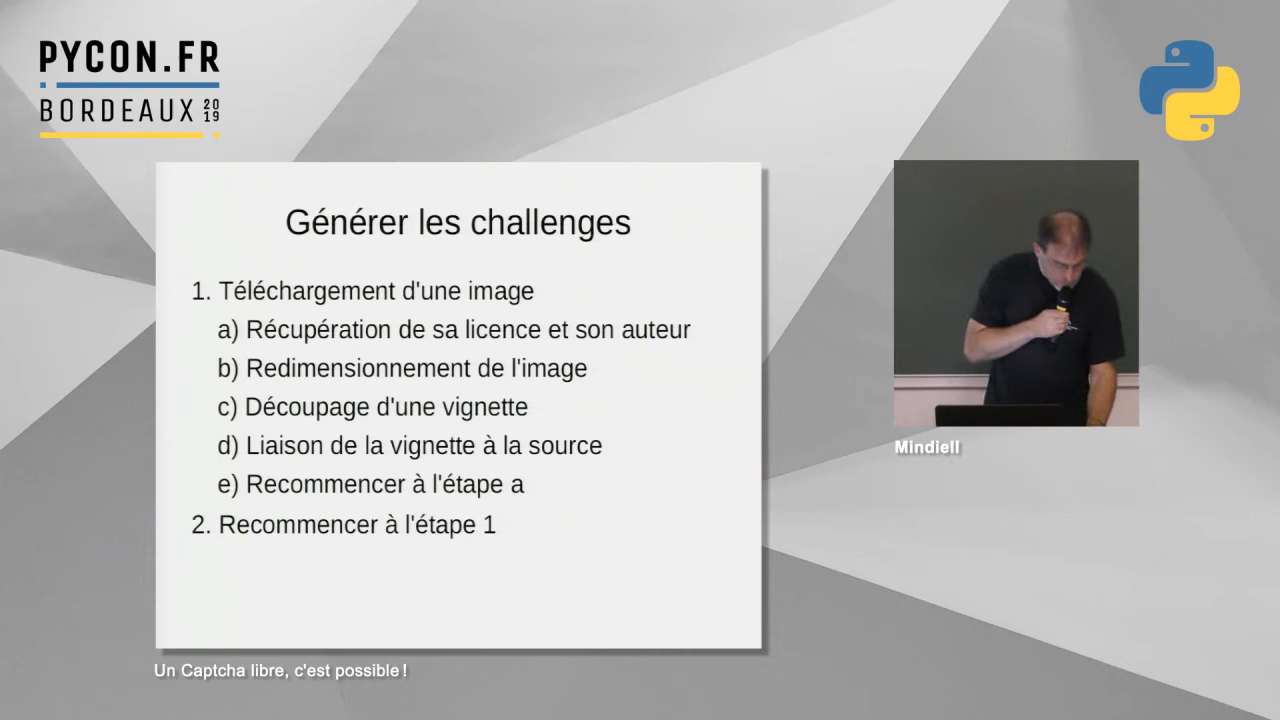 PYCON.FR
BORDEAUX 2019
Générer les challenges
1. Téléchargement d'une image
a) Récupération de sa licence et son auteur
b) Redimensionnement de l'image
c) Découpage d'une vignette
d) Liaison de la vignette à la source
e) Recommencer à l'étape a
2. Recommencer à l'étape 1
Mindiell
Un Captcha libre, c'est possible !